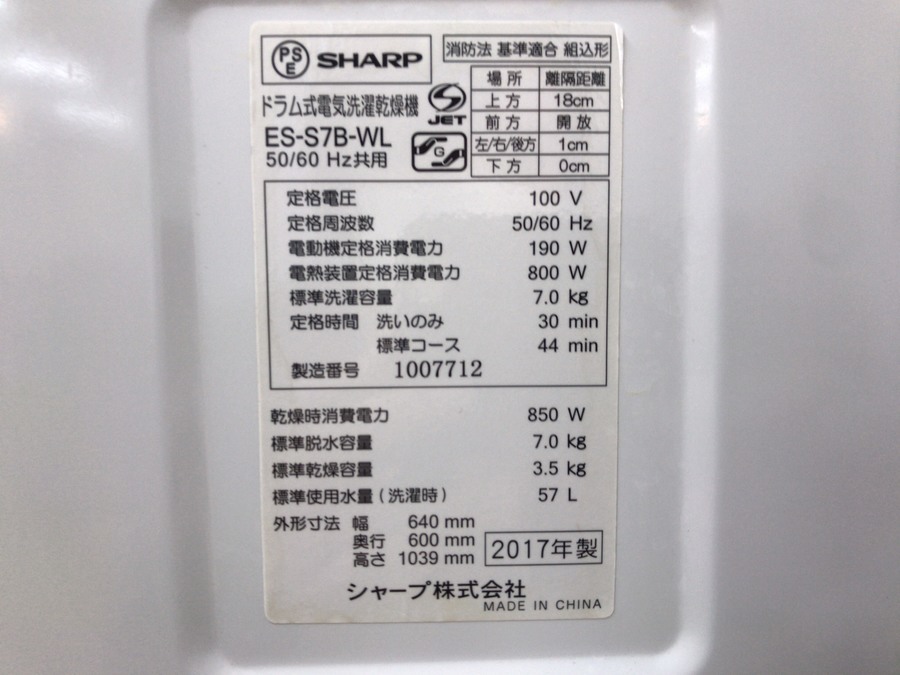 PSE SHARP
消防法 基準適合 組込形
場所 離隔距離
上方 18cm
前方 開放
左/右/後方 1cm
下方 0cm
ドラム式電気洗濯乾燥機
S JET
ES-S7B-WL
50/60 Hz共用
G
定格電圧 100 V
定格周波数 50/60 Hz
電動機定格消費電力 190 W
電熱装置定格消費電力 800 W
標準洗濯容量 7.0 kg
定格時間 洗いのみ 30 min
標準コース 44 min
製造番号 1007712
乾燥時消費電力 850 W
標準脱水容量 7.0 kg
標準乾燥容量 3.5 kg
標準使用水量(洗濯時) 57 L
外形寸法 幅 640 mm
奥行 600 mm
高さ 1039 mm
2017年製
シャープ株式会社
MADE IN CHINA